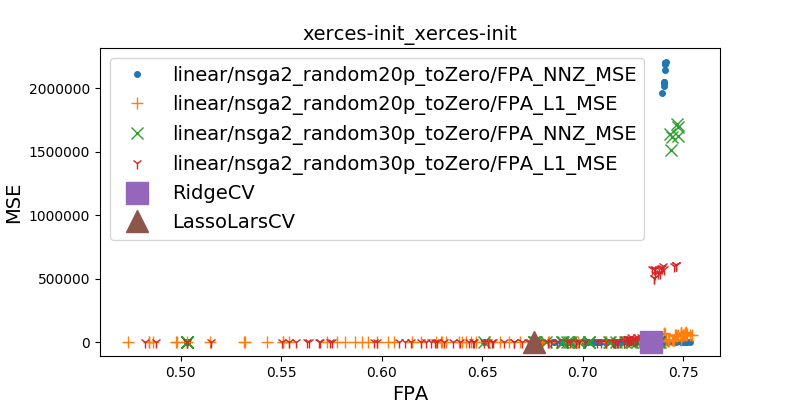 xerces-init_xerces-init
MSE
2000000
1500000
1000000
500000
0
linear/nsga2_random20p_toZero/FPA_NNZ_MSE
linear/nsga2_random20p_toZero/FPA_L1_MSE
linear/nsga2_random30p_toZero/FPA_NNZ_MSE
linear/nsga2_random30p_toZero/FPA_L1_MSE
RidgeCV
LassoLarsCV
0.50 0.55 0.60 0.65 0.70 0.75
FPA